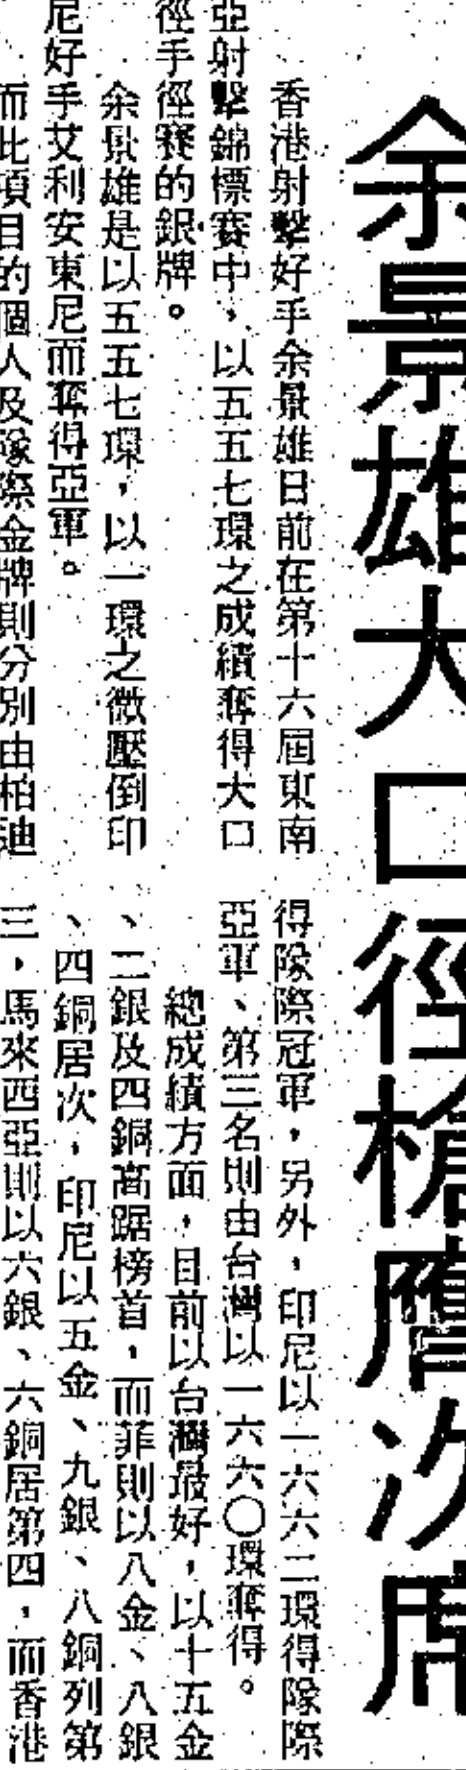 余景雄大口徑槍膺次席
香港射擊好手余景雄日前在第十六屆東南
亞射擊錦標賽中，以五五七環之成績奪得大口
徑手徑賽的銀牌。
余景雄是以五五七環，以一環之微壓倒印
尼好手艾利安東尼而奪得亞軍。
而此項目的個人及隊際金牌則分別由柏迪
得隊際冠軍，另外，印尼以一六六二環得隊際
亞軍、第三名則由台灣以一六六〇環奪得。
總成績方面，目前以台灣最好，以十五金
、二銀及四銅高踞榜首，而菲則以八金、八銀
、四銅居次，印尼以五金、九銀、八銅列第
三，馬來西亞則以六銀、六銅居第四，而香港